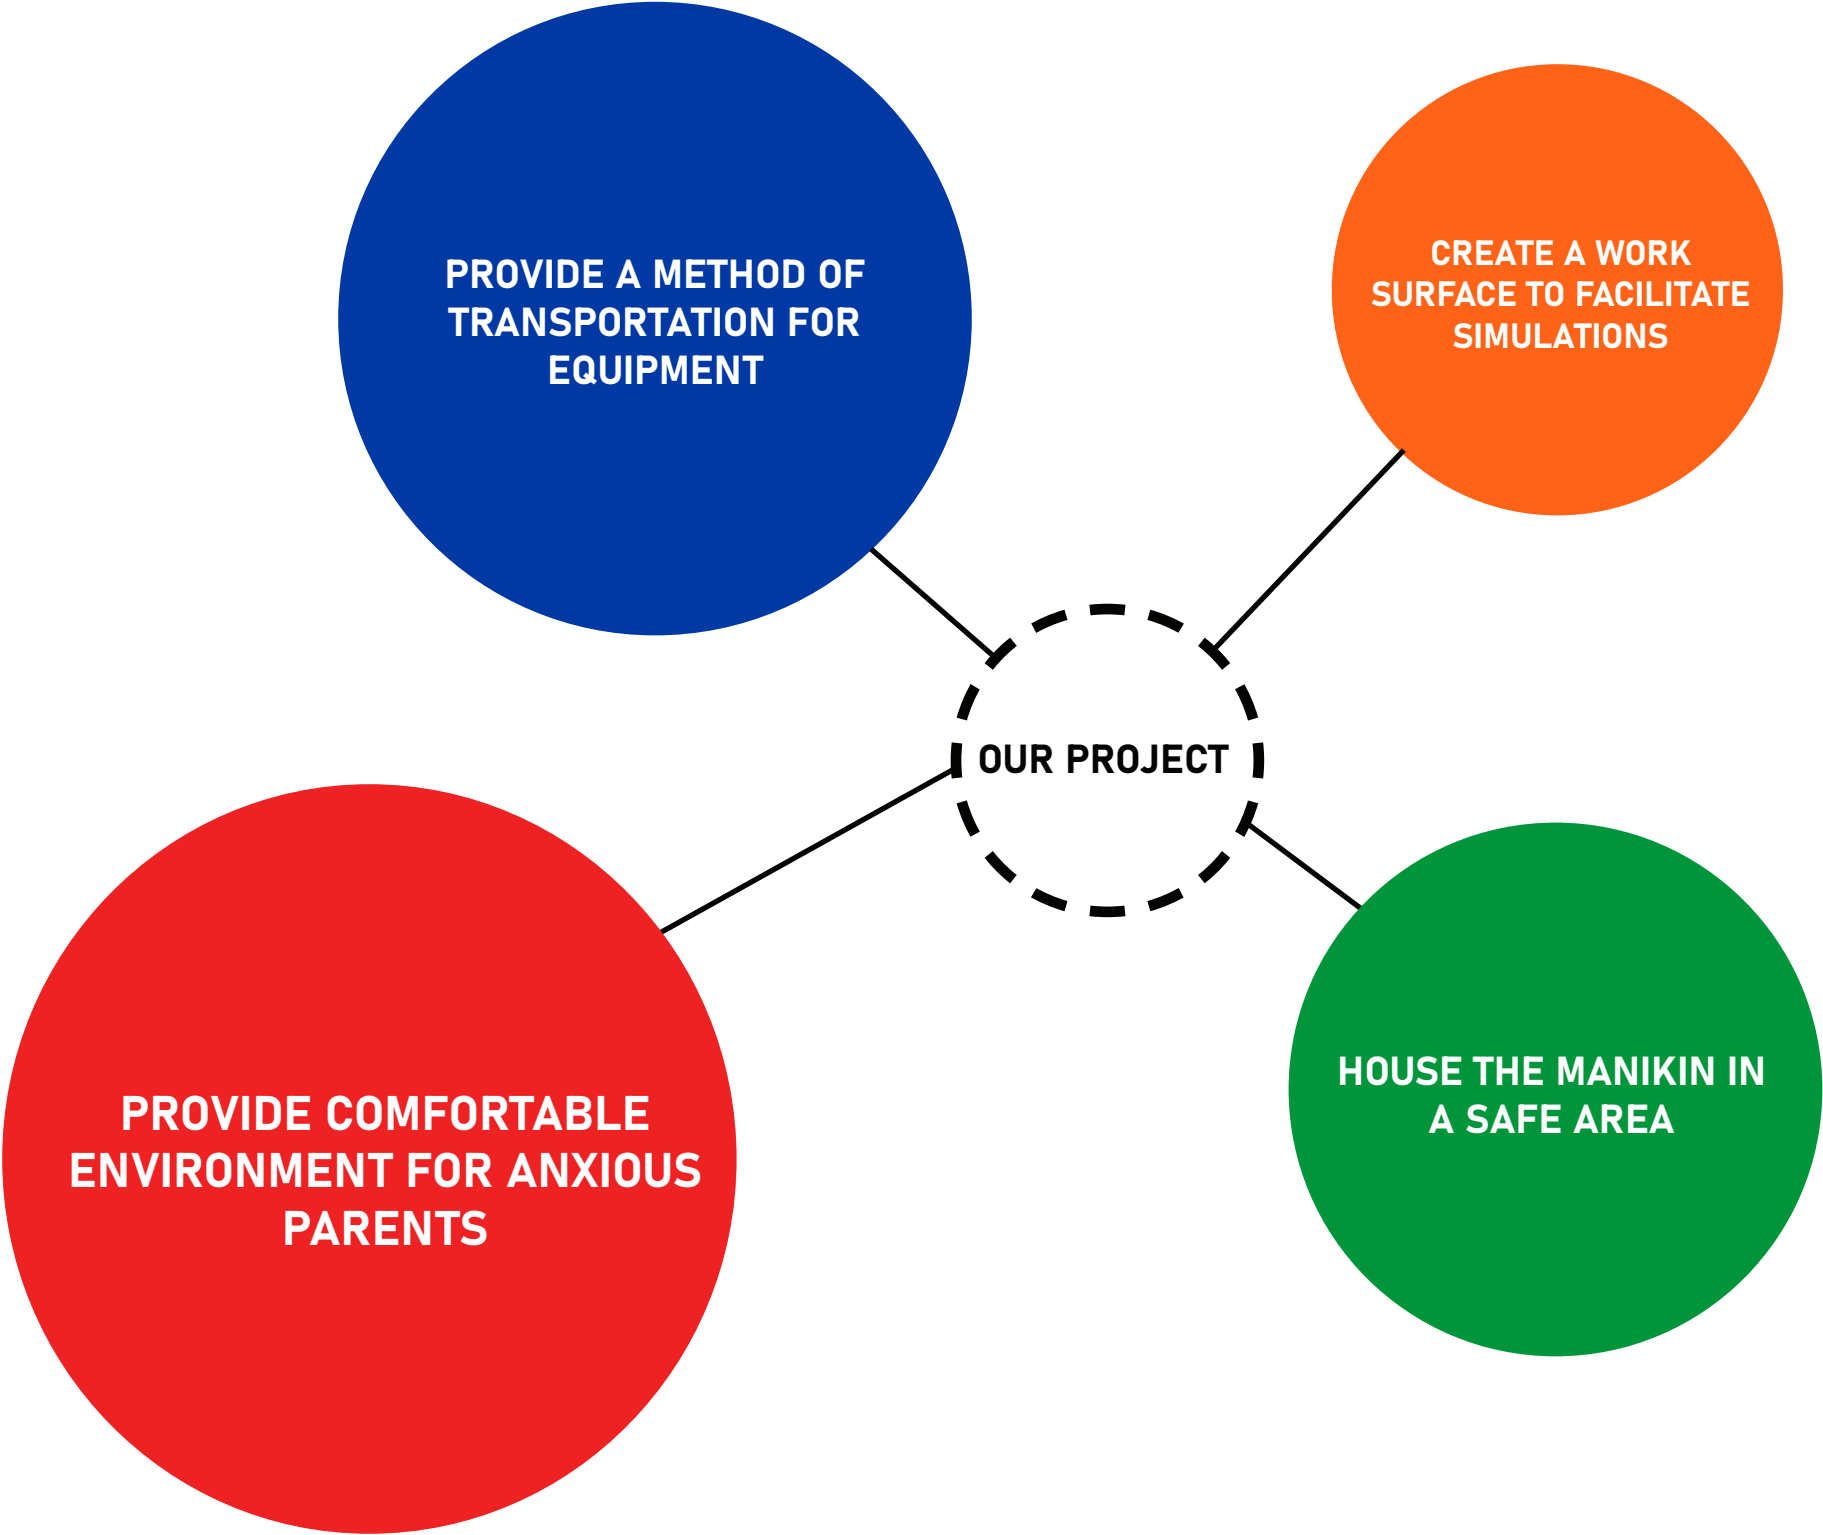 PROVIDE A METHOD OF
TRANSPORTATION FOR
EQUIPMENT
CREATE A WORK
SURFACE TO FACILITATE
SIMULATIONS
OUR PROJECT
PROVIDE COMFORTABLE
ENVIRONMENT FOR ANXIOUS
PARENTS
HOUSE THE MANIKIN IN
A SAFE AREA